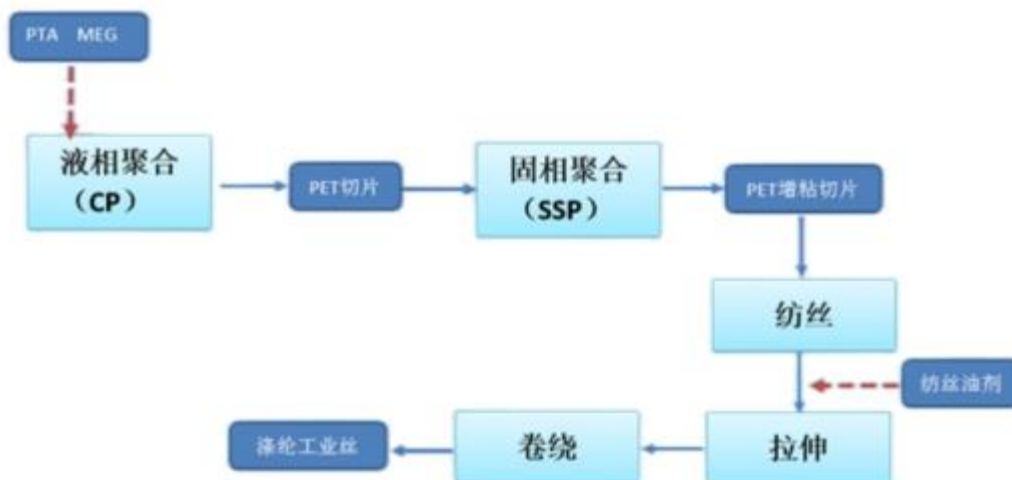 PTA MEG
液相聚合
（CP）
PET切片
固相聚合
（SSP）
PET增粘切片
纺丝
纺丝油剂
拉伸
卷绕
涤纶工业丝